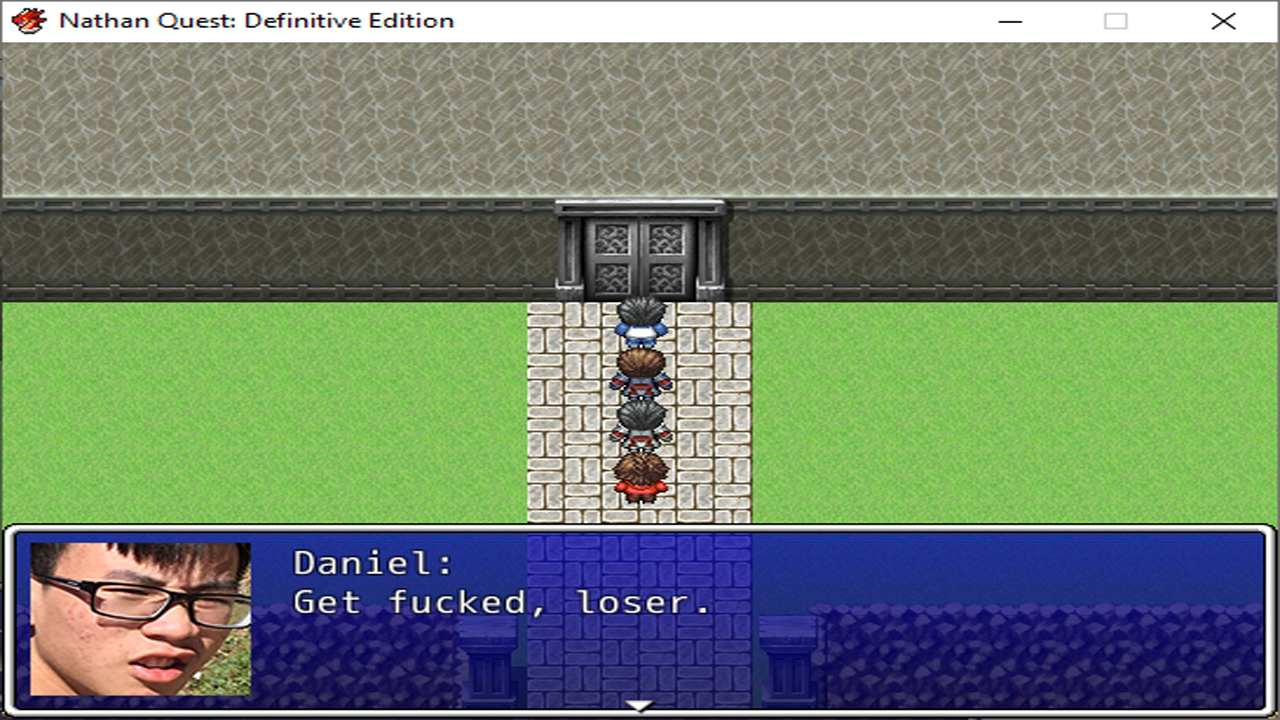 Nathan Quest: Definitive Edition
Daniel:
Get fucked, loser.